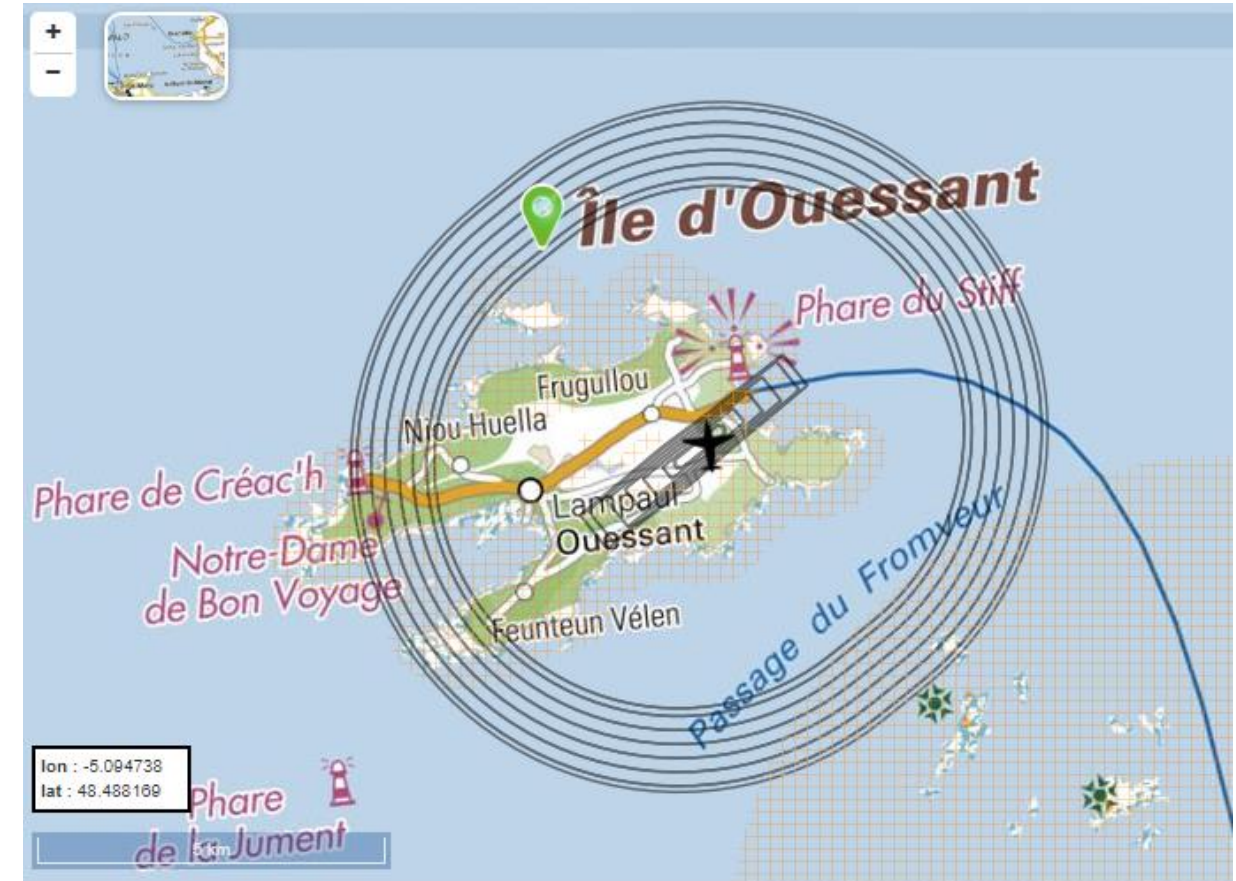 +
−
Île d'Ouessant
Phare du Stiff
Frugullou
Niou-Huella
Phare de Créac'h
Lampaul
Ouessant
Notre-Dame
de Bon Voyage
Feunteun Vélen
Passage du Fromveur
lon : -5.094738
lat : 48.488169
Phare
de la Jument
5 km